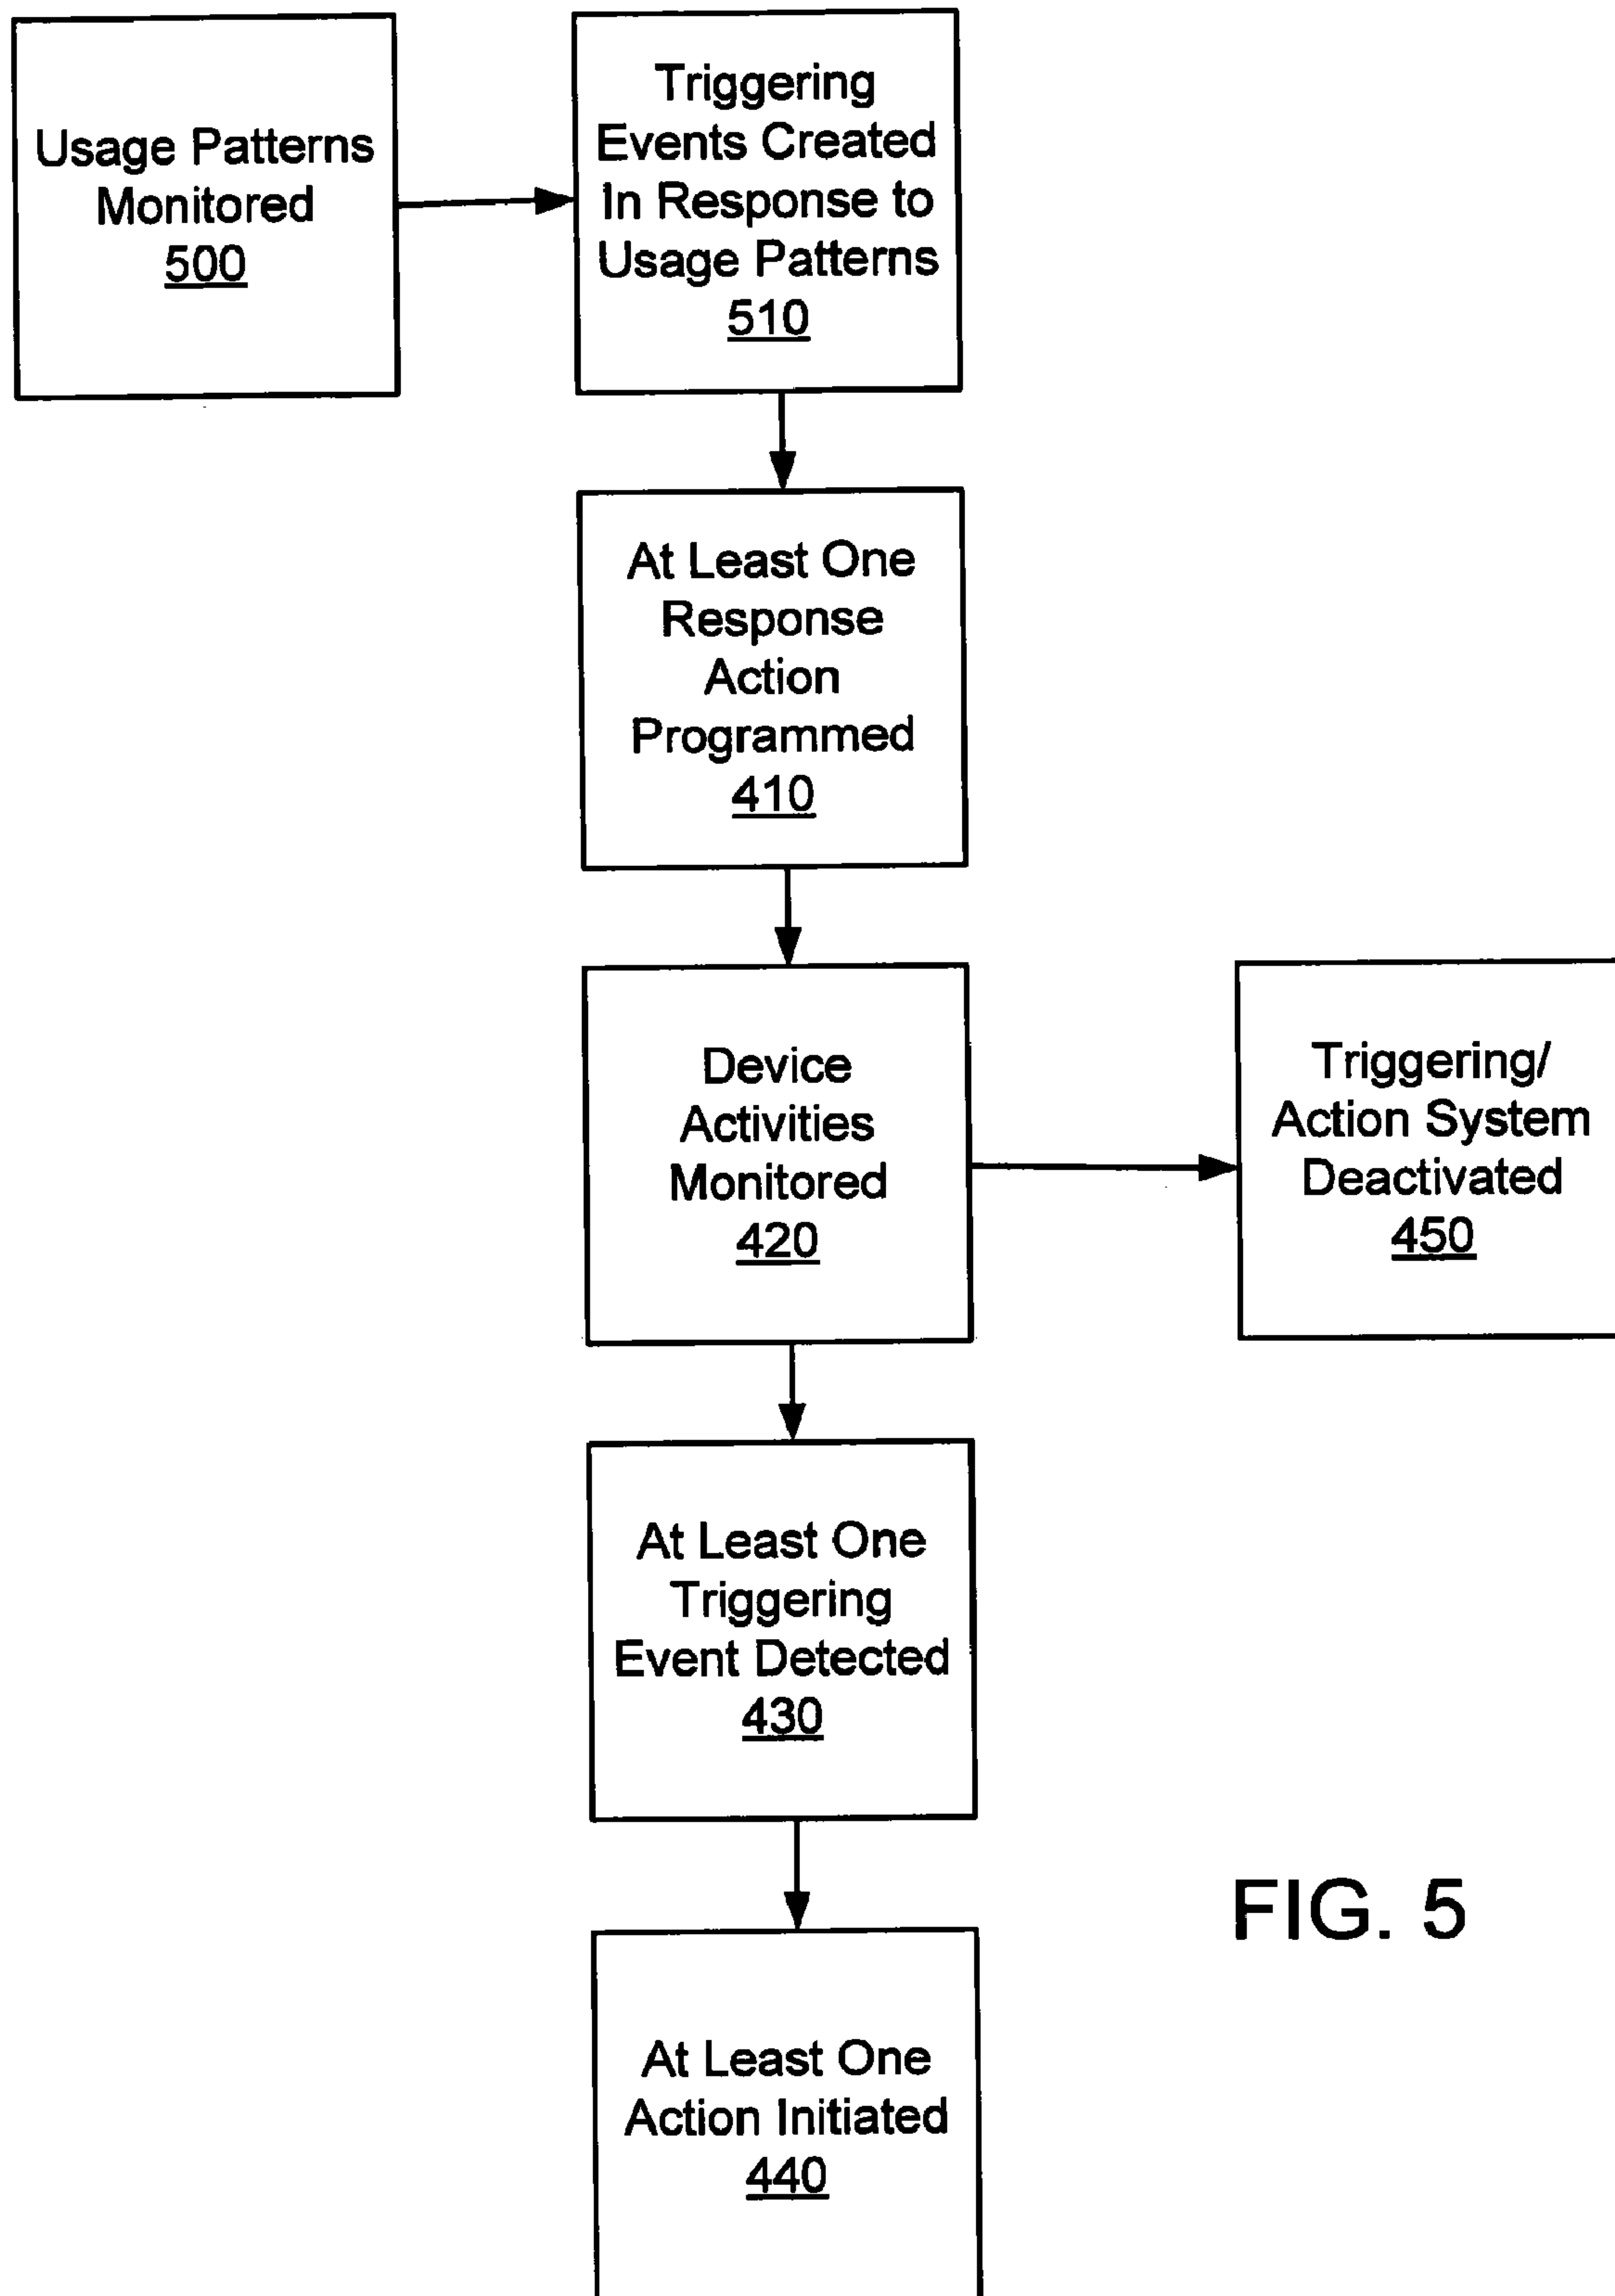 Usage Patterns
Monitored
500
Triggering
Events Created
In Response to
Usage Patterns
510
At Least One
Response
Action
Programmed
410
Device
Activities
Monitored
420
Triggering/
Action System
Deactivated
450
At Least One
Triggering
Event Detected
430
At Least One
Action Initiated
440
FIG. 5